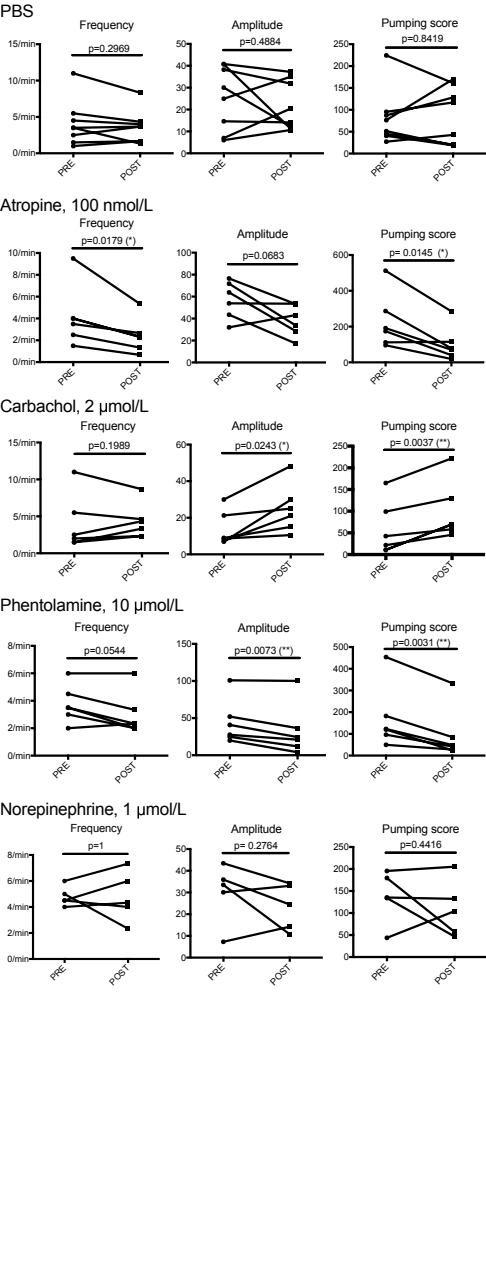 PBS
Frequency
Amplitude
Pumping score
p=0.2969
p=0.4884
p=0.8419
15/min
10/min
5/min
0/min
PRE
POST
50
40
30
20
10
0
PRE
POST
250
200
150
100
50
0
PRE
POST
Atropine, 100 nmol/L
Frequency
Amplitude
Pumping score
p=0.0179 (*)
p=0.0683
p= 0.0145 (*)
10/min
8/min
6/min
4/min
2/min
0/min
PRE
POST
100
80
60
40
20
0
PRE
POST
600
400
200
0
PRE
POST
Carbachol, 2 µmol/L
Frequency
Amplitude
Pumping score
p=0.1989
p=0.0243 (*)
p= 0.0037 (**)
15/min
10/min
5/min
0/min
PRE
POST
60
40
20
0
PRE
POST
250
200
150
100
50
0
PRE
POST
Phentolamine, 10 µmol/L
Frequency
Amplitude
Pumping score
p=0.0544
p=0.0073 (**)
p=0.0031 (**)
8/min
6/min
4/min
2/min
0/min
PRE
POST
150
100
50
0
PRE
POST
500
400
300
200
100
0
PRE
POST
Norepinephrine, 1 µmol/L
Frequency
Amplitude
Pumping score
p=1
p= 0.2764
p=0.4416
8/min
6/min
4/min
2/min
0/min
PRE
POST
50
40
30
20
10
0
PRE
POST
250
200
150
100
50
0
PRE
POST